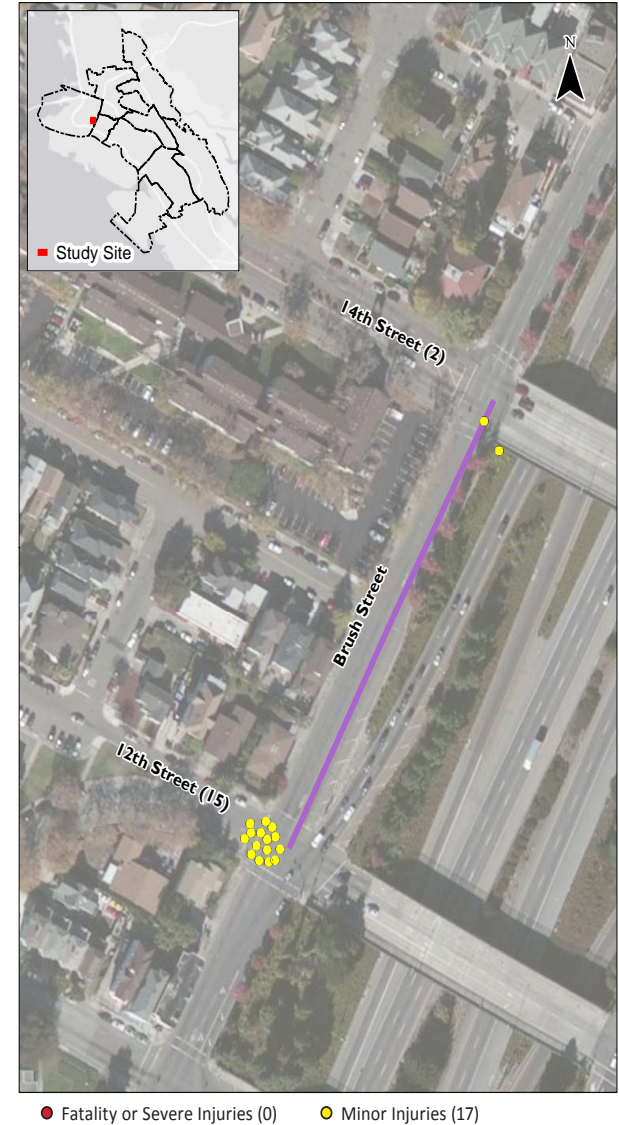 N
Study Site
14th Street (2)
Brush Street
12th Street (15)
Fatality or Severe Injuries (0)
Minor Injuries (17)